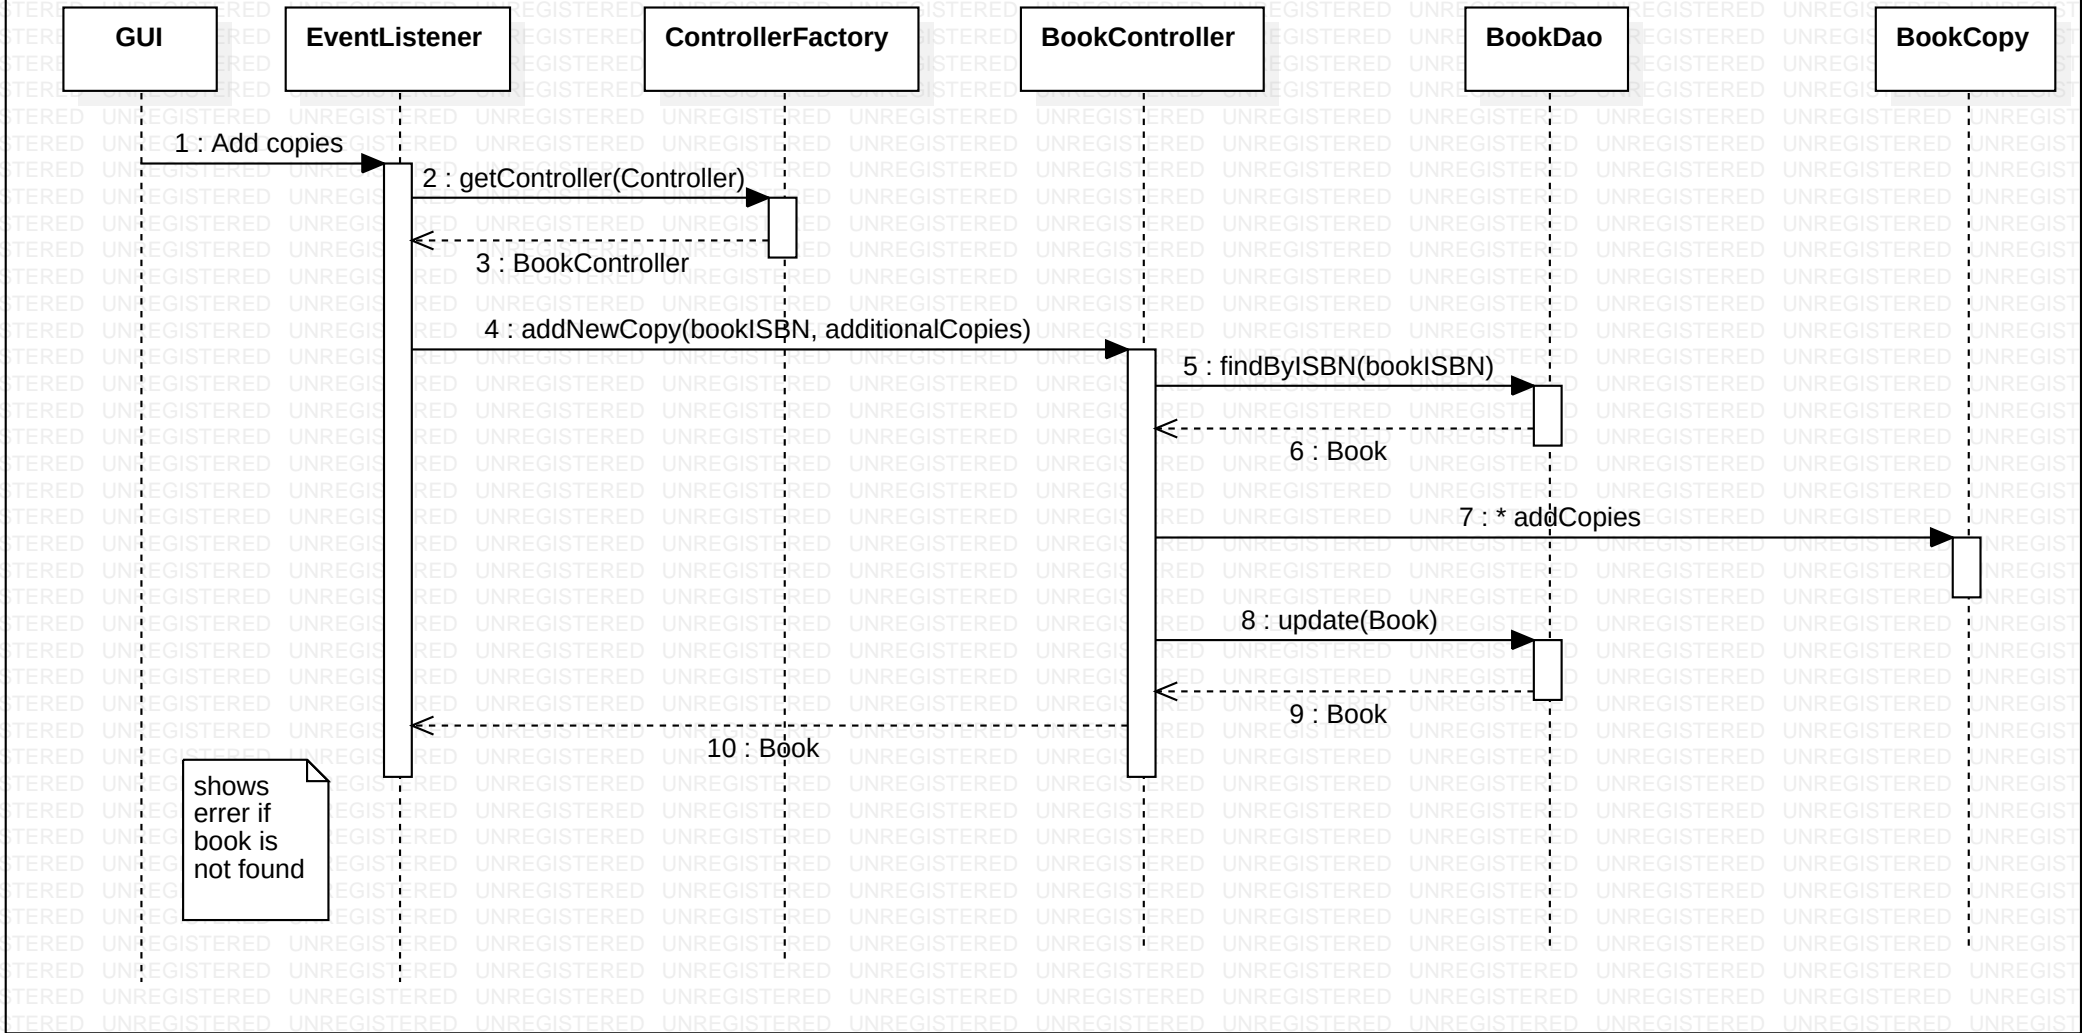 GUI
EventListener
ControllerFactory
BookController
BookDao
BookCopy
1 : Add copies
2 : getController(Controller)
3 : BookController
4 : addNewCopy(bookISBN, additionalCopies)
5 : findByISBN(bookISBN)
6 : Book
7 : * addCopies
8 : update(Book)
9 : Book
10 : Book
shows
errer if
book is
not found
UNREGISTERED